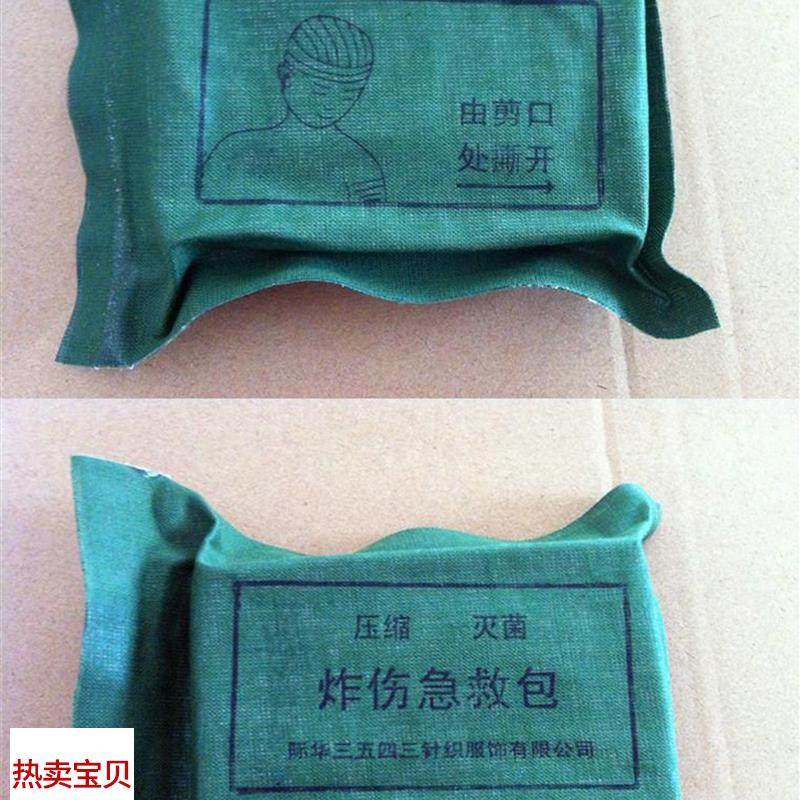 由剪口
处撕开
压缩 灭菌
炸伤急救包
际华三五四三针织服饰有限公司
热卖宝贝